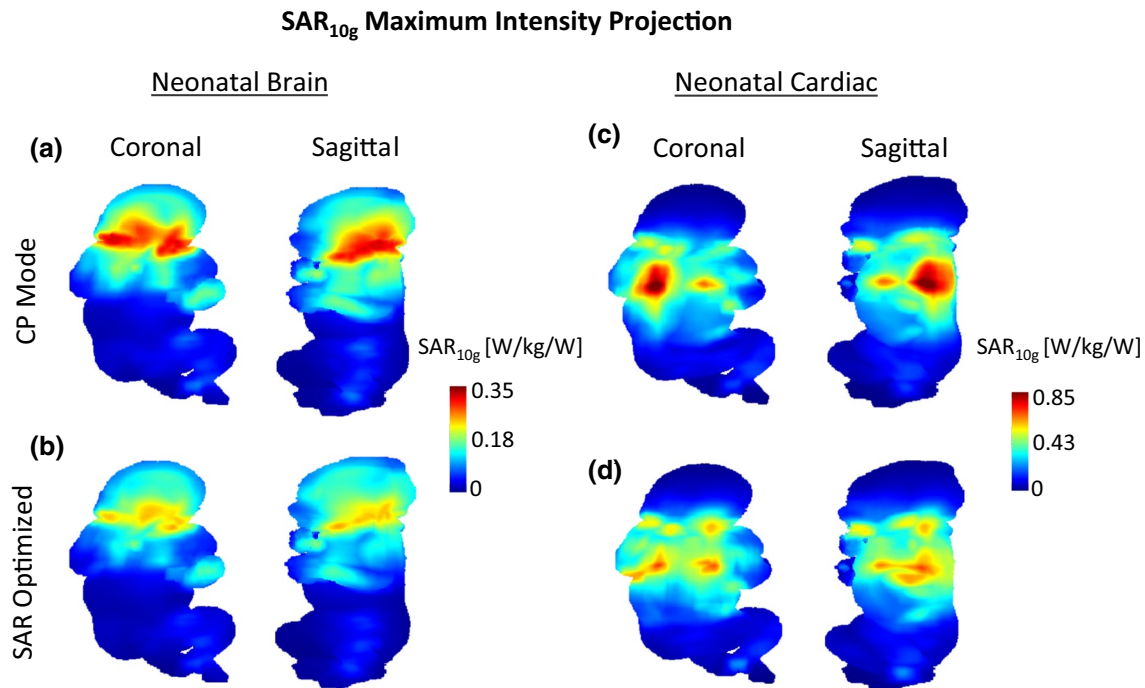 SAR10g Maximum Intensity Projection
Neonatal Brain
Neonatal Cardiac
(a)
Coronal
Sagittal
(c)
Coronal
Sagittal
CP Mode
SAR10g [W/kg/W]
0.35
0.18
0
SAR10g [W/kg/W]
0.85
0.43
0
(b)
(d)
SAR Optimized